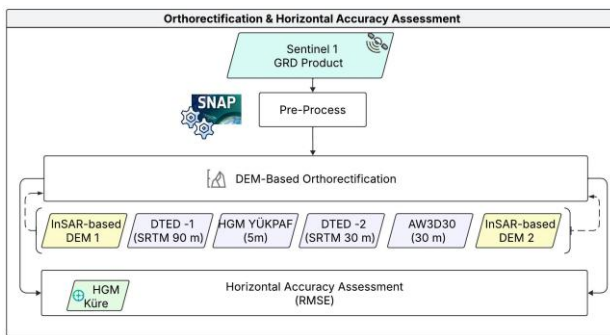 Orthorectification & Horizontal Accuracy Assessment
Sentinel 1
GRD Product
SNAP
Pre-Process
DEM-Based Orthorectification
InSAR-based
DEM 1
DTED -1
(SRTM 90 m)
HGM YÜKPAF
(5m)
DTED -2
(SRTM 30 m)
AW3D30
(30 m)
InSAR-based
DEM 2
HGM
Küre
Horizontal Accuracy Assessment
(RMSE)